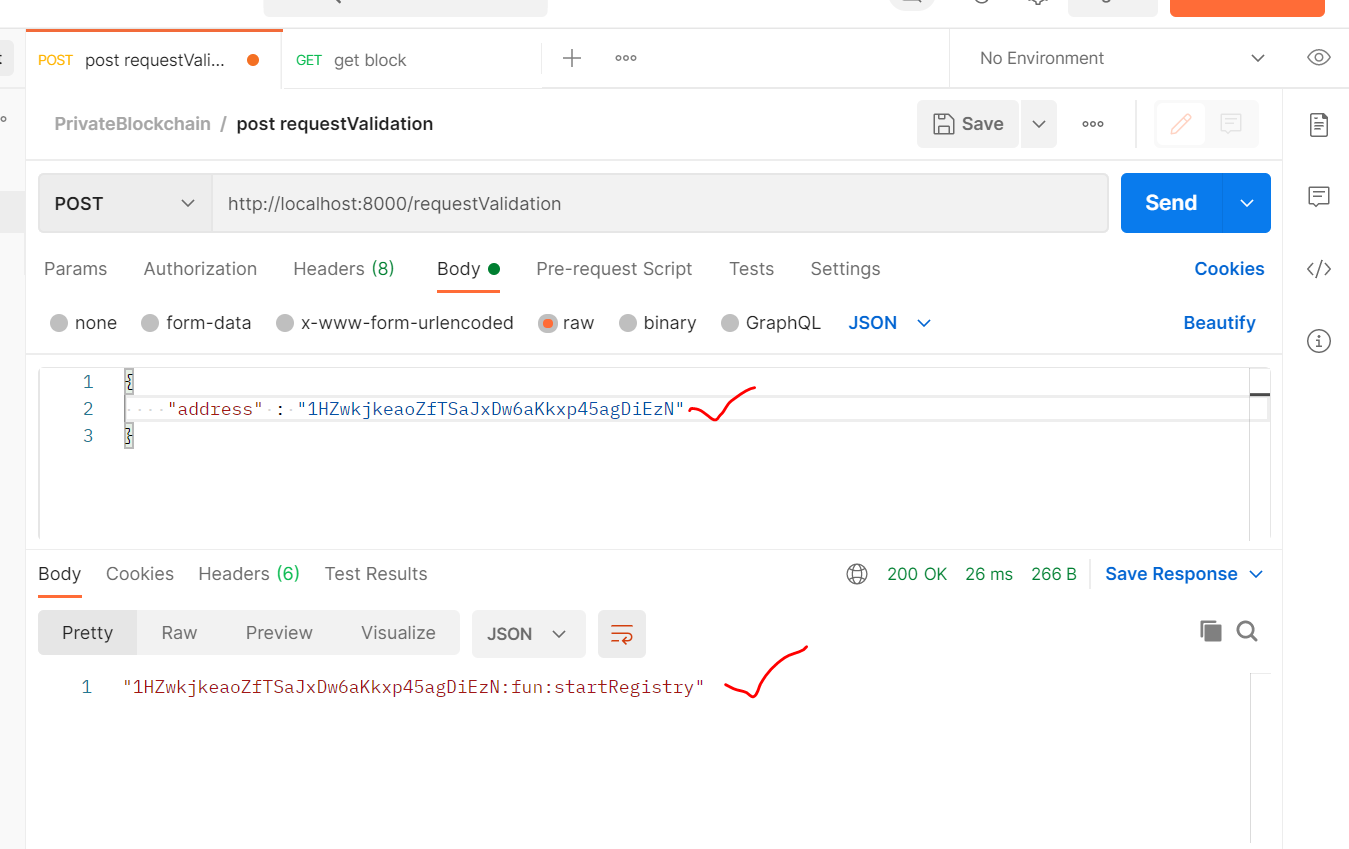 POST post requestVali... GET get block No Environment
PrivateBlockchain / post requestValidation Save
POST http://localhost:8000/requestValidation Send
Params Authorization Headers (8) Body Pre-request Script Tests Settings Cookies
none form-data x-www-form-urlencoded raw binary GraphQL JSON Beautify
1 {
2 "address" : "1HZwkjkeaoZfTSaJxDw6aKkxp45agDiEzN"
3 }
Body Cookies Headers (6) Test Results 200 OK 26 ms 266 B Save Response
Pretty Raw Preview Visualize JSON
1 "1HZwkjkeaoZfTSaJxDw6aKkxp45agDiEzN:fun:startRegistry"